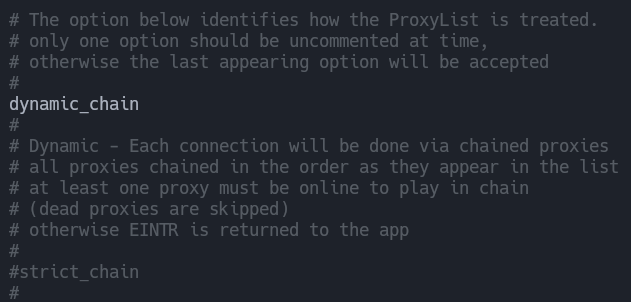 # The option below identifies how the ProxyList is treated.
# only one option should be uncommented at time,
# otherwise the last appearing option will be accepted
#
dynamic_chain
#
# Dynamic - Each connection will be done via chained proxies
# all proxies chained in the order as they appear in the list
# at least one proxy must be online to play in chain
# (dead proxies are skipped)
# otherwise EINTR is returned to the app
#
#strict_chain
#